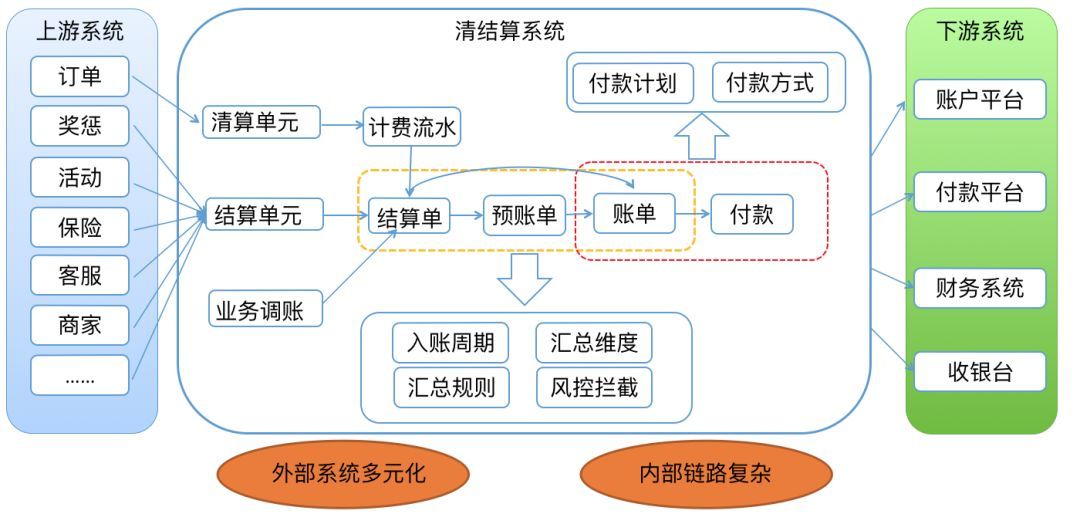 上游系统
订单
奖惩
活动
保险
客服
商家
……
清结算系统
付款计划
付款方式
清算单元
计费流水
结算单元
结算单
预账单
账单
付款
业务调账
入账周期
汇总维度
汇总规则
风控拦截
下游系统
账户平台
付款平台
财务系统
收银台
外部系统多元化
内部链路复杂